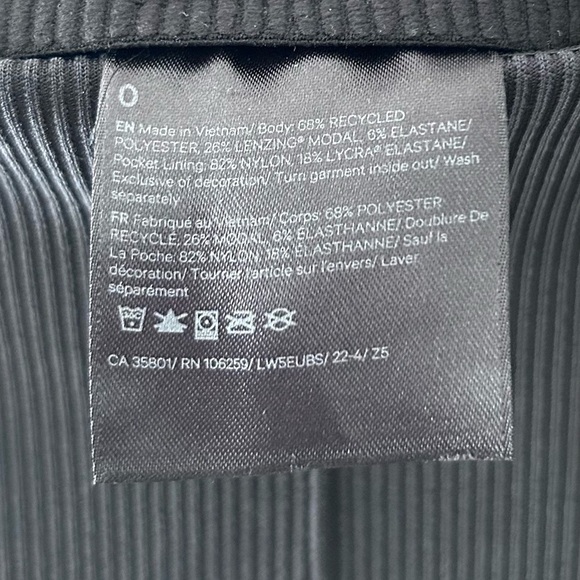 0
EN Made in Vietnam/ Body: 68% RECYCLED
POLYESTER, 26% LENZING® MODAL, 6% ELASTANE/
Pocket Lining: 82% NYLON, 18% LYCRA® ELASTANE/
Exclusive of decoration/ Turn garment inside out/ Wash
separately
FR Fabriqué au Vietnam/ Corps: 68% POLYESTER
RECYCLÉ, 26% MODAL, 6% ÉLASTHANNE/ Doublure De
La Poche: 82% NYLON, 18% ÉLASTHANNE/ Sauf la
décoration/ Tourner l'article sur l'envers/ Laver
séparément
CA 35801/ RN 106259/ LW5EUBS/ 22-4/ Z5